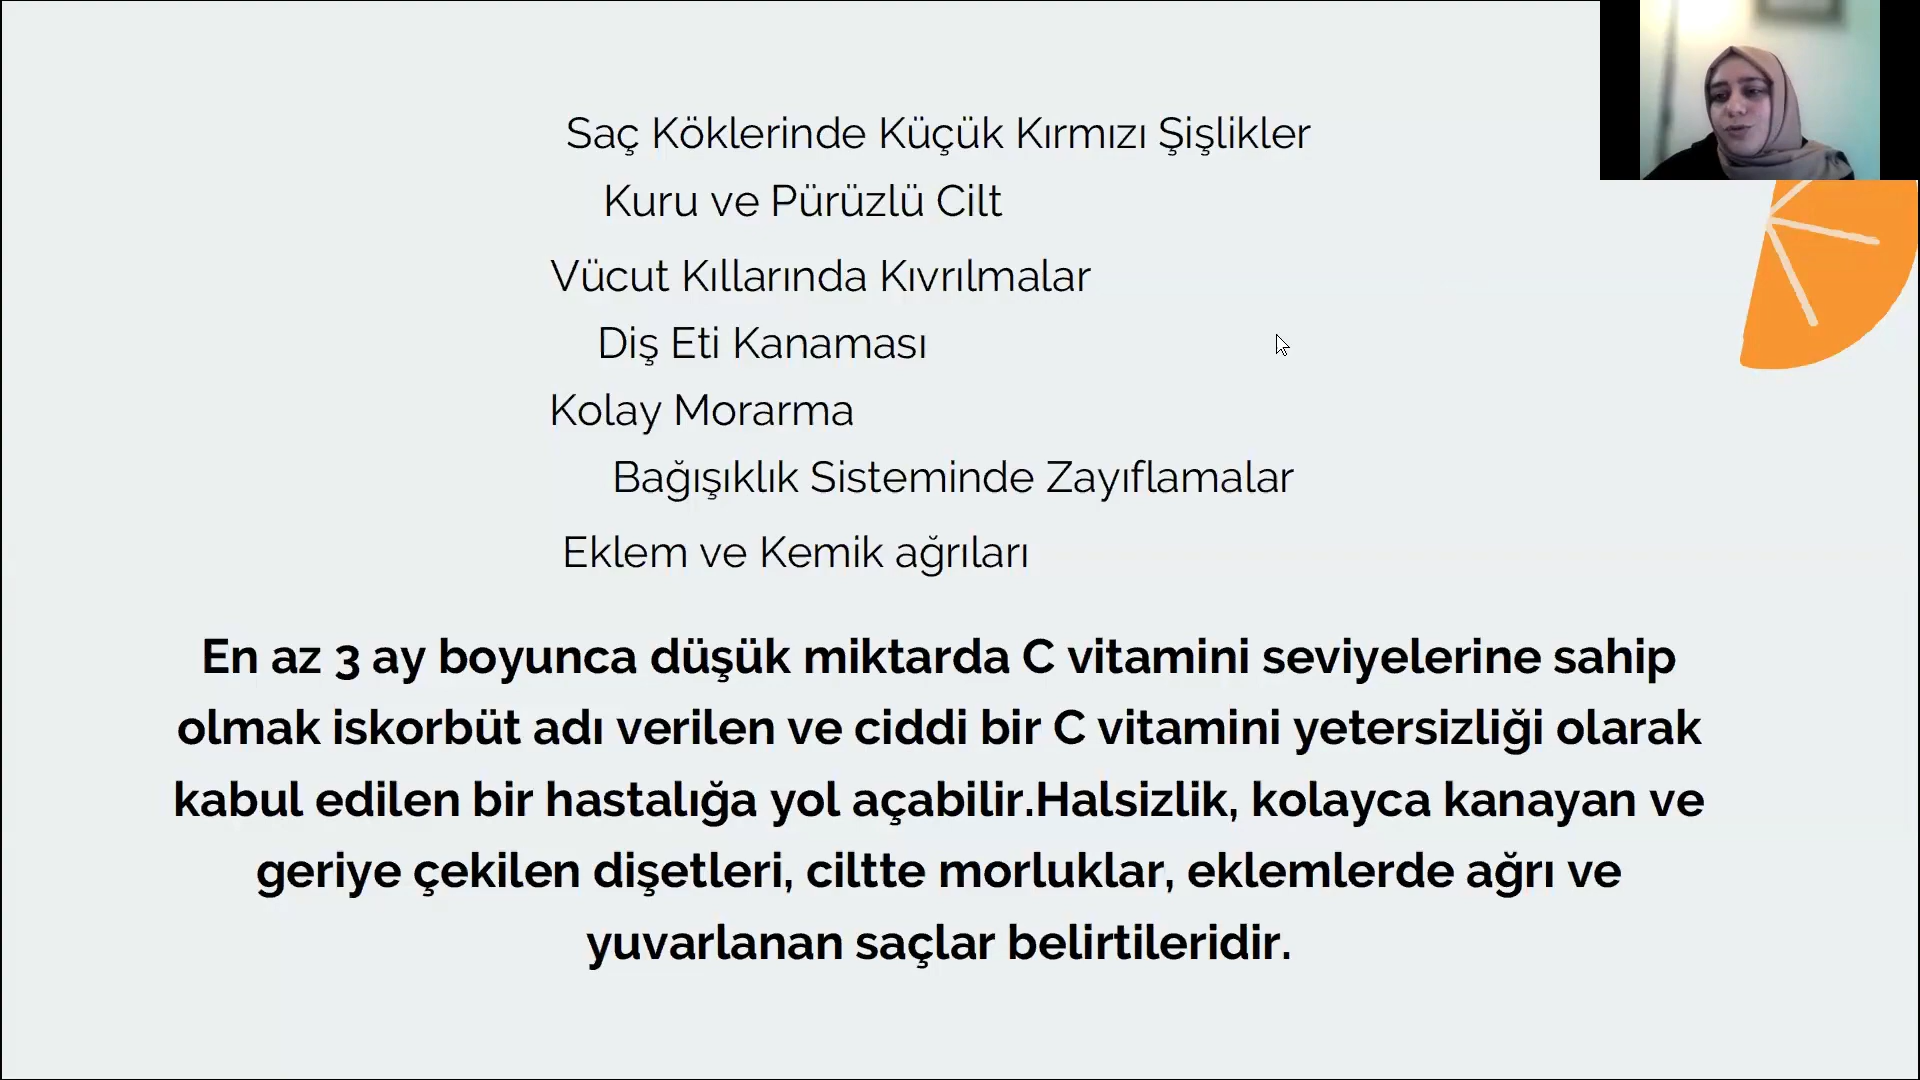 Saç Köklerinde Küçük Kırmızı Şişlikler
Kuru ve Pürüzlü Cilt
Vücut Kıllarında Kıvrılmalar
Diş Eti Kanaması
Kolay Morarma
Bağışıklık Sisteminde Zayıflamalar
Eklem ve Kemik ağrıları
En az 3 ay boyunca düşük miktarda C vitamini seviyelerine sahip
olmak iskorbüt adı verilen ve ciddi bir C vitamini yetersizliği olarak
kabul edilen bir hastalığa yol açabilir.Halsizlik, kolayca kanayan ve
geriye çekilen dişetleri, ciltte morluklar, eklemlerde ağrı ve
yuvarlanan saçlar belirtileridir.